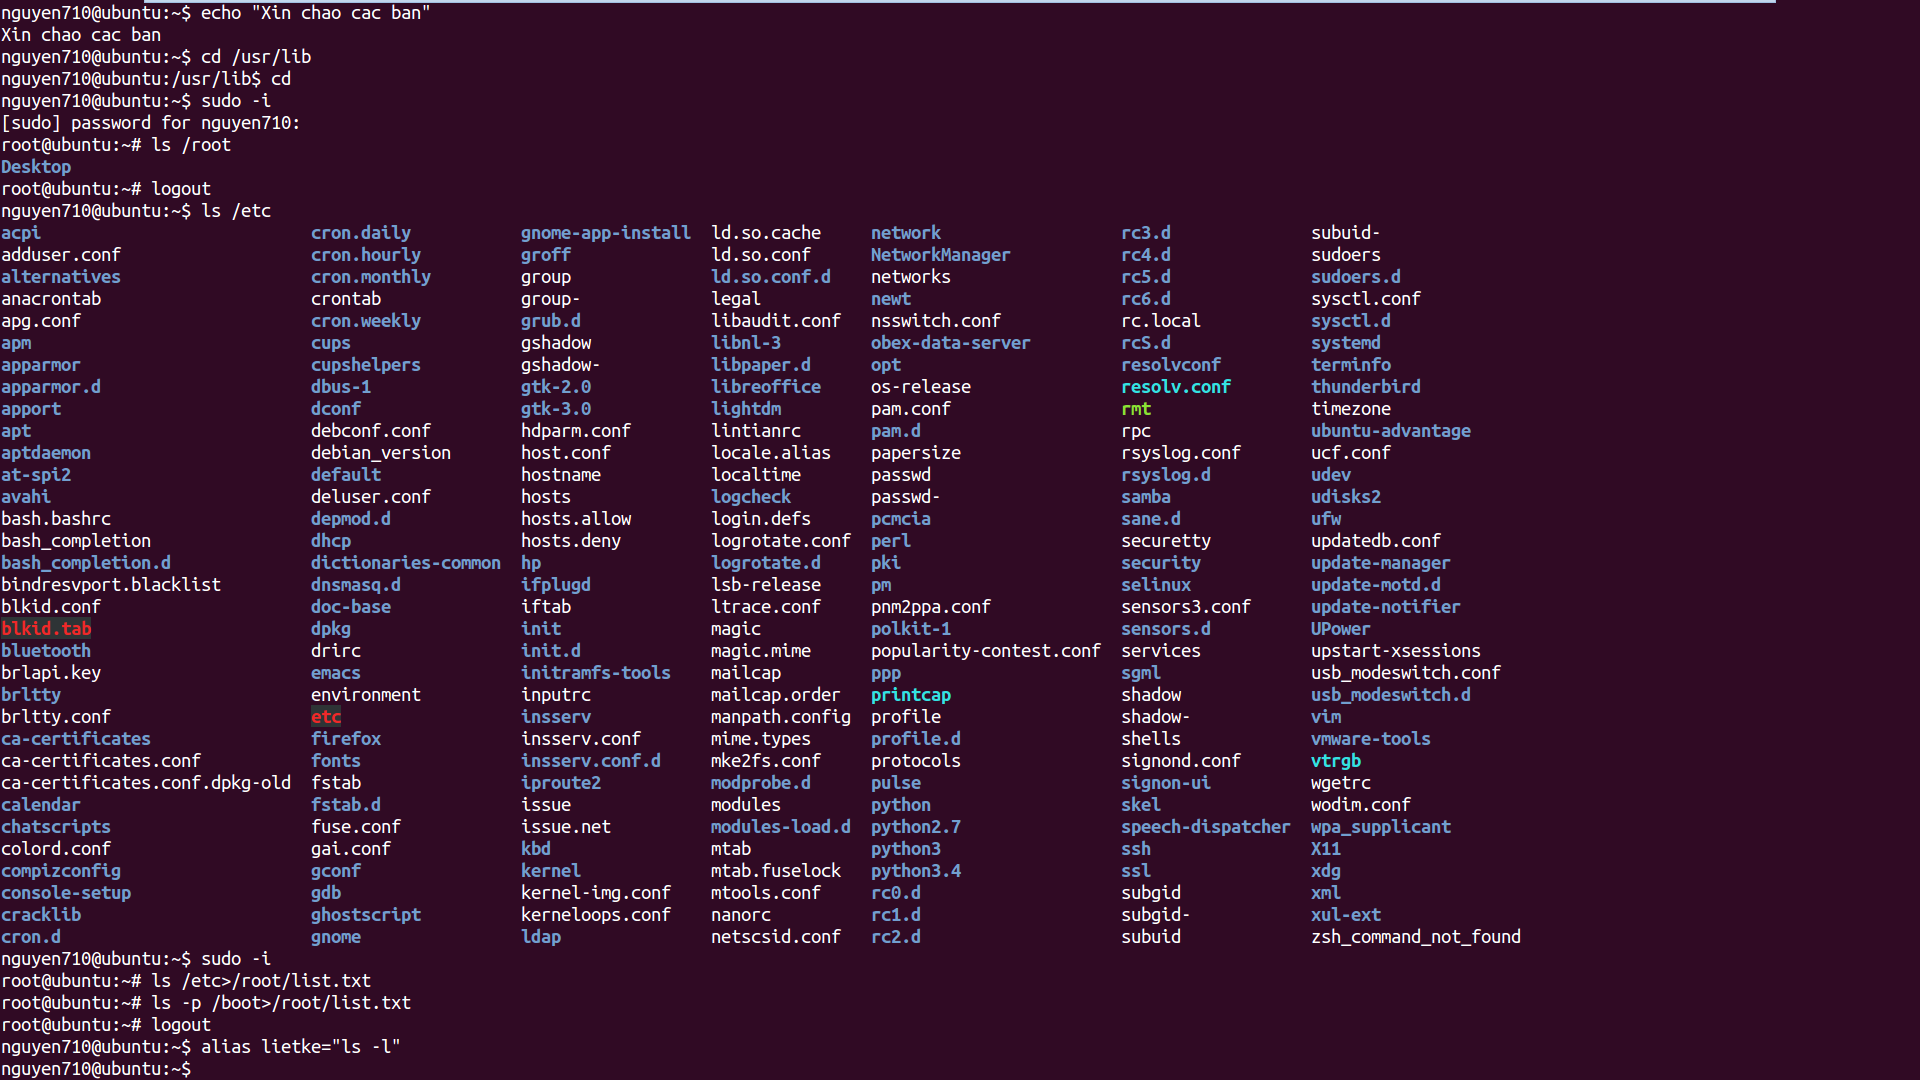 nguyen710@ubuntu:~$ echo "Xin chao cac ban"
Xin chao cac ban
nguyen710@ubuntu:~$ cd /usr/lib
nguyen710@ubuntu:/usr/lib$ cd
nguyen710@ubuntu:~$ sudo -i
[sudo] password for nguyen710:
root@ubuntu:~# ls /root
Desktop
root@ubuntu:~# logout
nguyen710@ubuntu:~$ ls /etc
acpi cron.daily gnome-app-install ld.so.cache network rc3.d subuid-
adduser.conf cron.hourly groff ld.so.conf NetworkManager rc4.d sudoers
alternatives cron.monthly group ld.so.conf.d networks rc5.d sudoers.d
anacrontab crontab group- legal newt rc6.d sysctl.conf
apg.conf cron.weekly grub.d libaudit.conf nsswitch.conf rc.local sysctl.d
apm cups gshadow libnl-3 obex-data-server rcS.d systemd
apparmor cupshelpers gshadow- libpaper.d opt resolvconf terminfo
apparmor.d dbus-1 gtk-2.0 libreoffice os-release resolv.conf thunderbird
apport dconf gtk-3.0 lightdm pam.conf rmt timezone
apt debconf.conf hdparm.conf lintianrc pam.d rpc ubuntu-advantage
aptdaemon debian_version host.conf locale.alias papersize rsyslog.conf ucf.conf
at-spi2 default hostname localtime passwd rsyslog.d udev
avahi deluser.conf hosts logcheck passwd- samba udisks2
bash.bashrc depmod.d hosts.allow login.defs pcmcia sane.d ufw
bash_completion dhcp hosts.deny logrotate.conf perl securetty updatedb.conf
bash_completion.d dictionaries-common hp logrotate.d pki security update-manager
bindresvport.blacklist dnsmasq.d ifplugd lsb-release pm selinux update-motd.d
blkid.conf doc-base iftab ltrace.conf pnm2ppa.conf sensors3.conf update-notifier
blkid.tab dpkg init magic polkit-1 sensors.d UPower
bluetooth drirc init.d magic.mime popularity-contest.conf services upstart-xsessions
brlapi.key emacs initramfs-tools mailcap ppp sgml usb_modeswitch.conf
brltty environment inputrc mailcap.order printcap shadow usb_modeswitch.d
brltty.conf etc insserv manpath.config profile shadow- vim
ca-certificates firefox insserv.conf mime.types profile.d shells vmware-tools
ca-certificates.conf fonts insserv.conf.d mke2fs.conf protocols signond.conf vtrgb
ca-certificates.conf.dpkg-old fstab iproute2 modprobe.d pulse signon-ui wgetrc
calendar fstab.d issue modules python skel wodim.conf
chatscripts fuse.conf issue.net modules-load.d python2.7 speech-dispatcher wpa_supplicant
colord.conf gai.conf kbd mtab python3 ssh X11
compizconfig gconf kernel mtab.fuselock python3.4 ssl xdg
console-setup gdb kernel-img.conf mtools.conf rc0.d subgid xml
cracklib ghostscript kerneloops.conf nanorc rc1.d subgid- xul-ext
cron.d gnome ldap netscsid.conf rc2.d subuid zsh_command_not_found
nguyen710@ubuntu:~$ sudo -i
root@ubuntu:~# ls /etc>/root/list.txt
root@ubuntu:~# ls -p /boot>/root/list.txt
root@ubuntu:~# logout
nguyen710@ubuntu:~$ alias lietke="ls -l"
nguyen710@ubuntu:~$